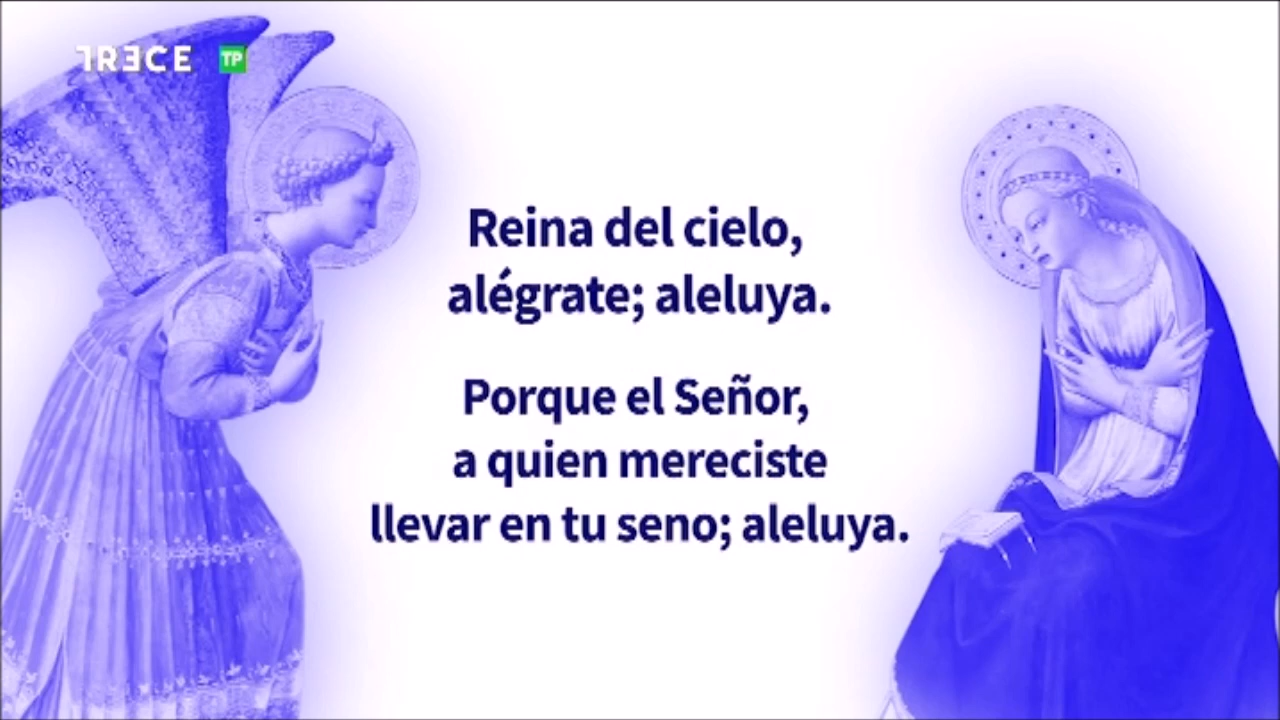 TRECE TP
Reina del cielo,
alégrate; aleluya.
Porque el Señor,
a quien mereciste
llevar en tu seno; aleluya.